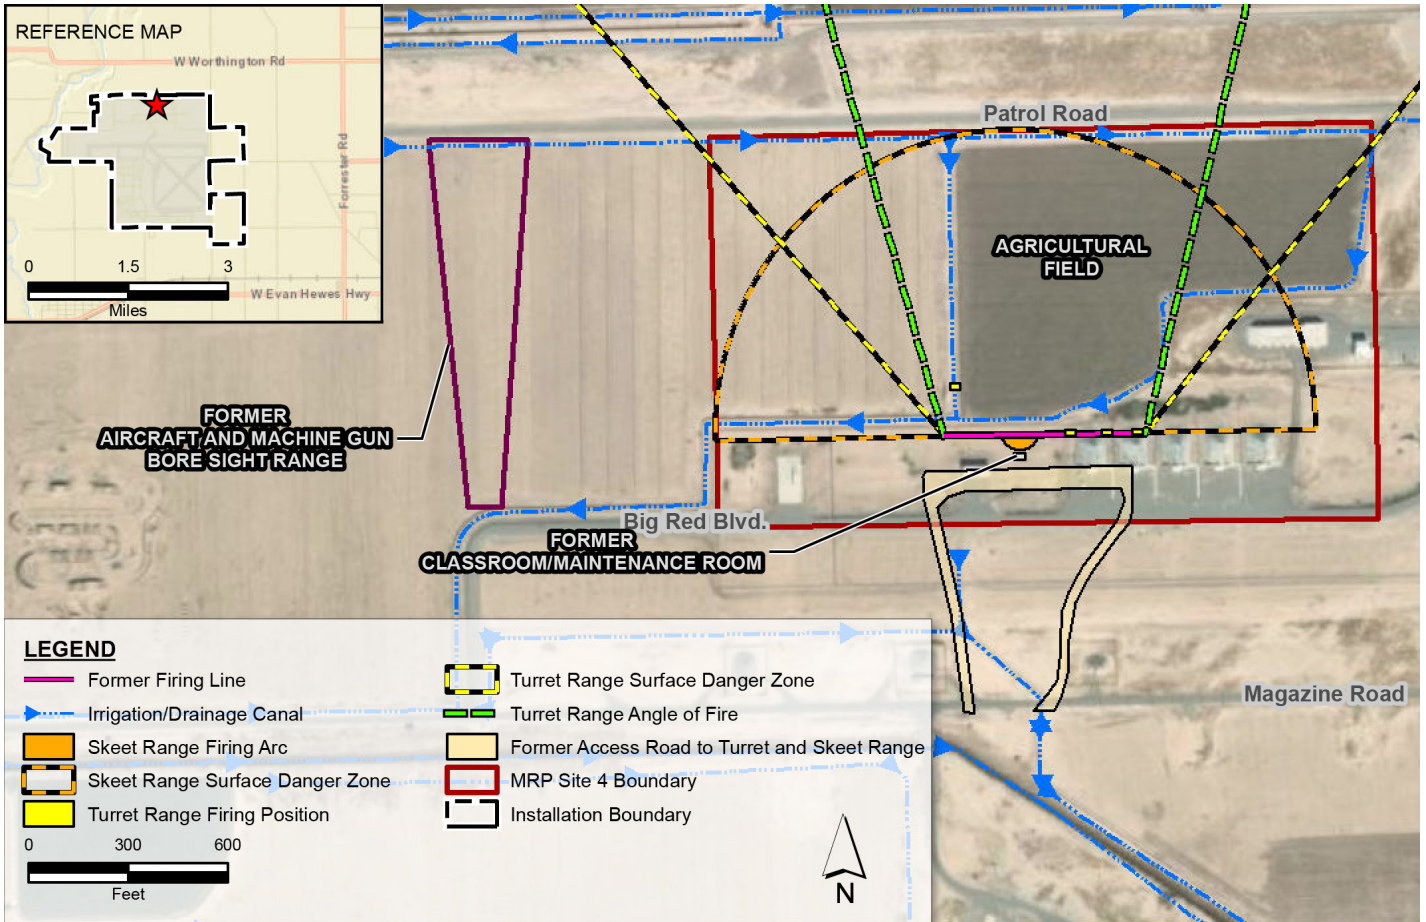 REFERENCE MAP
W Worthington Rd
Forrester Rd
0 1.5 3
W Evan Hewes Hwy
Miles
Patrol Road
AGRICULTURAL
FIELD
FORMER
AIRCRAFT AND MACHINE GUN
BORE SIGHT RANGE
Big Red Blvd.
FORMER
CLASSROOM/MAINTENANCE ROOM
Magazine Road
LEGEND
Former Firing Line
Irrigation/Drainage Canal
Skeet Range Firing Arc
Skeet Range Surface Danger Zone
Turret Range Firing Position
Turret Range Surface Danger Zone
Turret Range Angle of Fire
Former Access Road to Turret and Skeet Range
MRP Site 4 Boundary
Installation Boundary
0 300 600
Feet
N